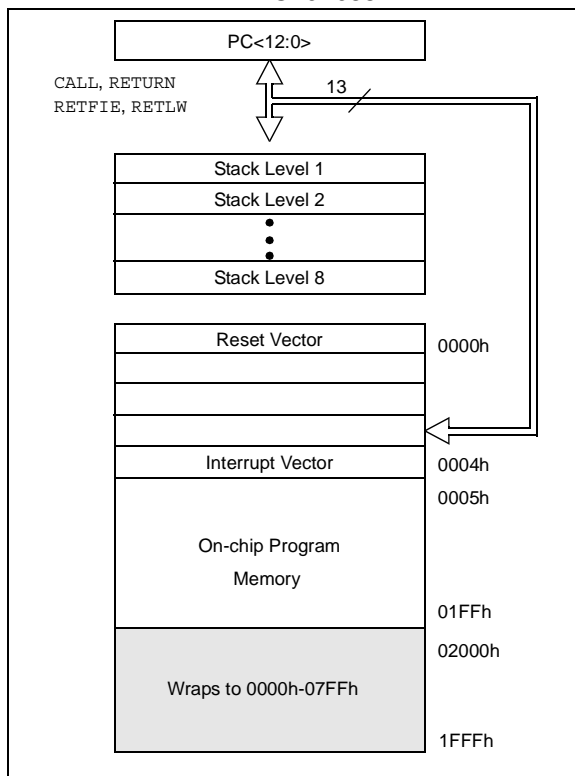 PC<12:0>
CALL, RETURN
RETFIE, RETLW
13
Stack Level 1
Stack Level 2
Stack Level 8
Reset Vector
0000h
Interrupt Vector
0004h
0005h
On-chip Program
Memory
01FFh
02000h
Wraps to 0000h-07FFh
1FFFh